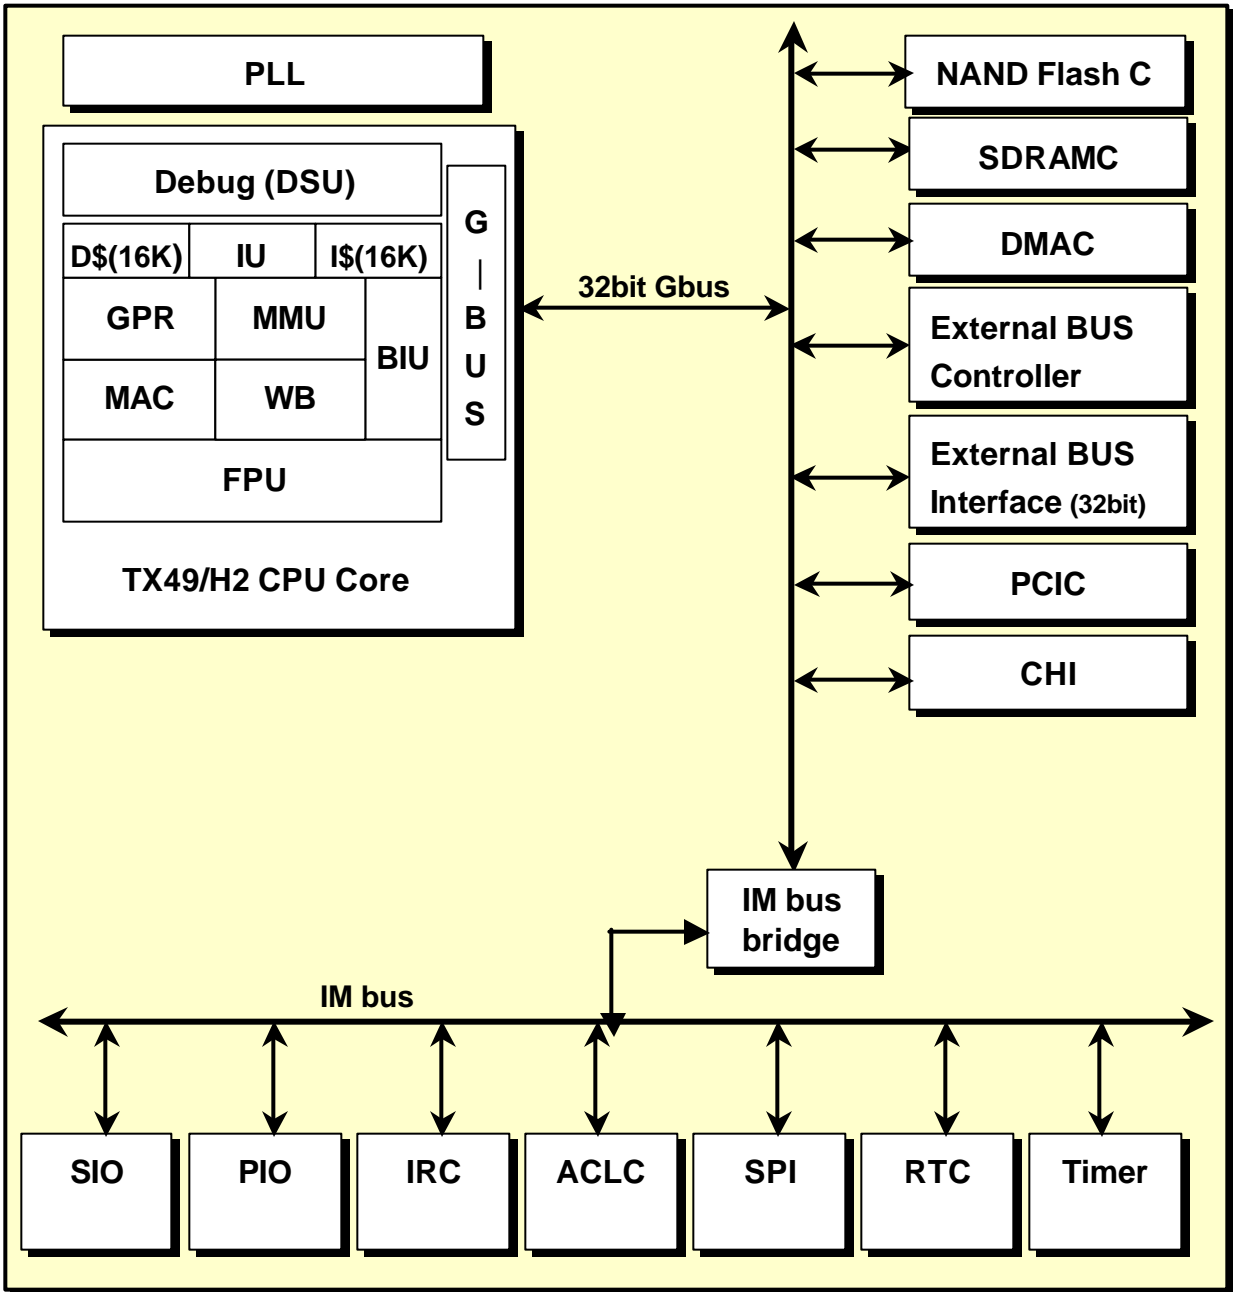 PLL
Debug (DSU)
D$(16K)
IU
I$(16K)
GPR
MMU
BIU
MAC
WB
FPU
G
|
B
U
S
TX49/H2 CPU Core
32bit Gbus
NAND Flash C
SDRAMC
DMAC
External BUS
Controller
External BUS
Interface (32bit)
PCIC
CHI
IM bus
bridge
IM bus
SIO
PIO
IRC
ACLC
SPI
RTC
Timer